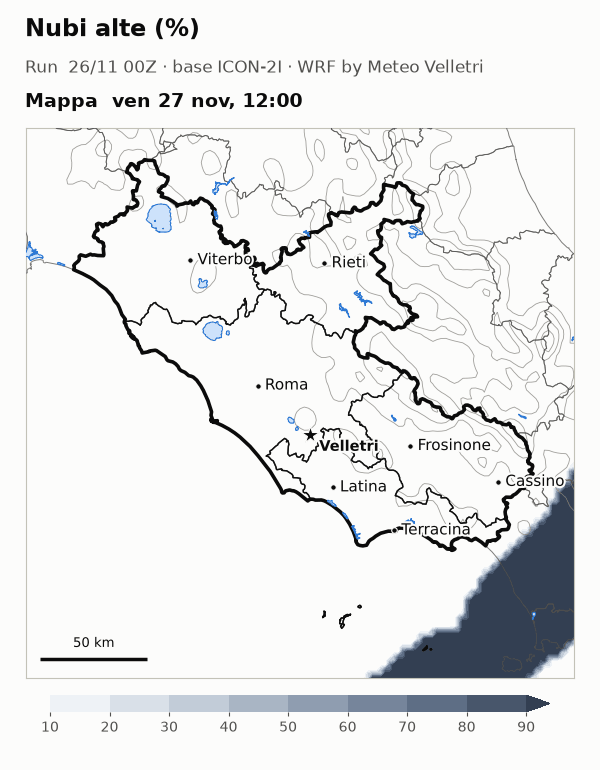 Nubi alte (%)
Run 26/11 00Z · base ICON-2I · WRF by Meteo Velletri
Mappa ven 27 nov, 12:00
Viterbo
Rieti
Roma
Velletri
Frosinone
Latina
Cassino
Terracina
50 km
10 20 30 40 50 60 70 80 90